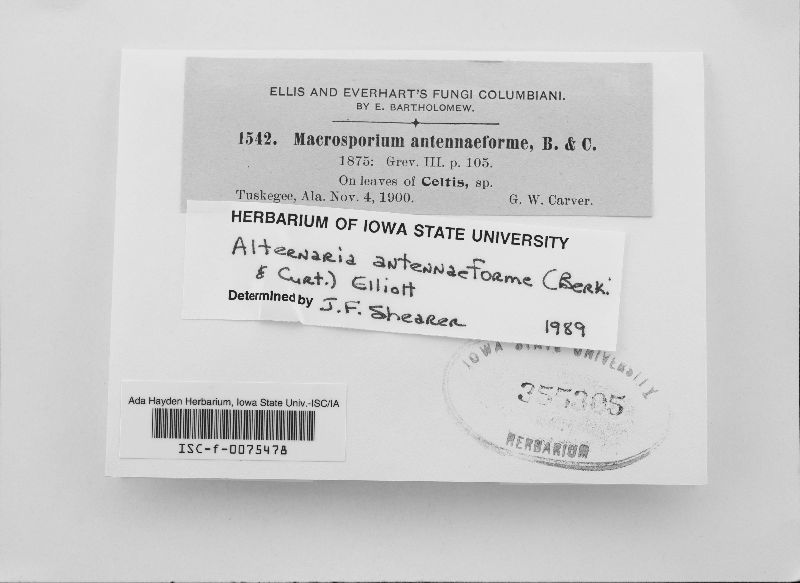 ELLIS AND EVERHART'S FUNGI COLUMBIANI.
BY E. BARTHOLOMEW.
1542. Macrosporium antennaeforme, B. & C.
1875: Grev. III. p. 105.
On leaves of Celtis, sp.
Tuskegee, Ala. Nov. 4, 1900. G. W. Carver.
HERBARIUM OF IOWA STATE UNIVERSITY
Alternaria antennaeforme (Berk.
& Curt.) Elliott
Determined by J.F. Shearer 1989
IOWA STATE UNIVERSITY
355305
HERBARIUM
Ada Hayden Herbarium, Iowa State Univ.-ISC/IA
ISC-f-0075478